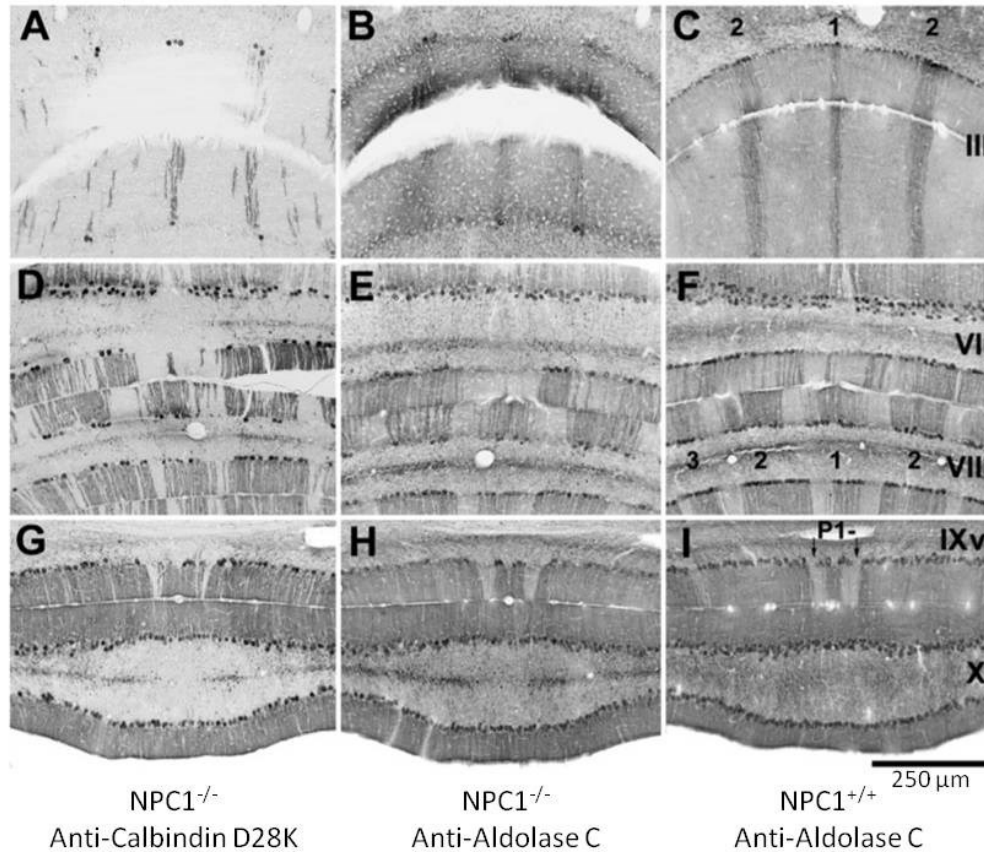 A B C 2 1 2
III
D E F VI
3 2 1 2 VII
G H I P1- IXv
X
250 µm
NPC1-/- NPC1-/- NPC1+/+
Anti-Calbindin D28K Anti-Aldolase C Anti-Aldolase C